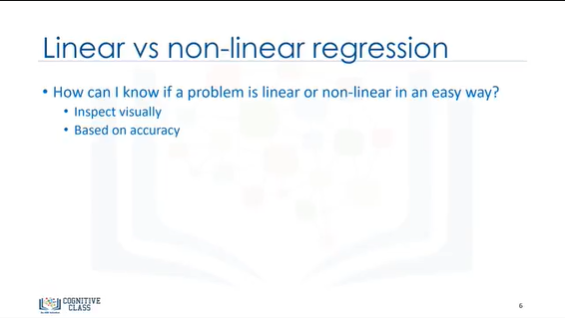 Linear vs non-linear regression
• How can I know if a problem is linear or non-linear in an easy way?
• Inspect visually
• Based on accuracy
COGNITIVE
CLASS
6